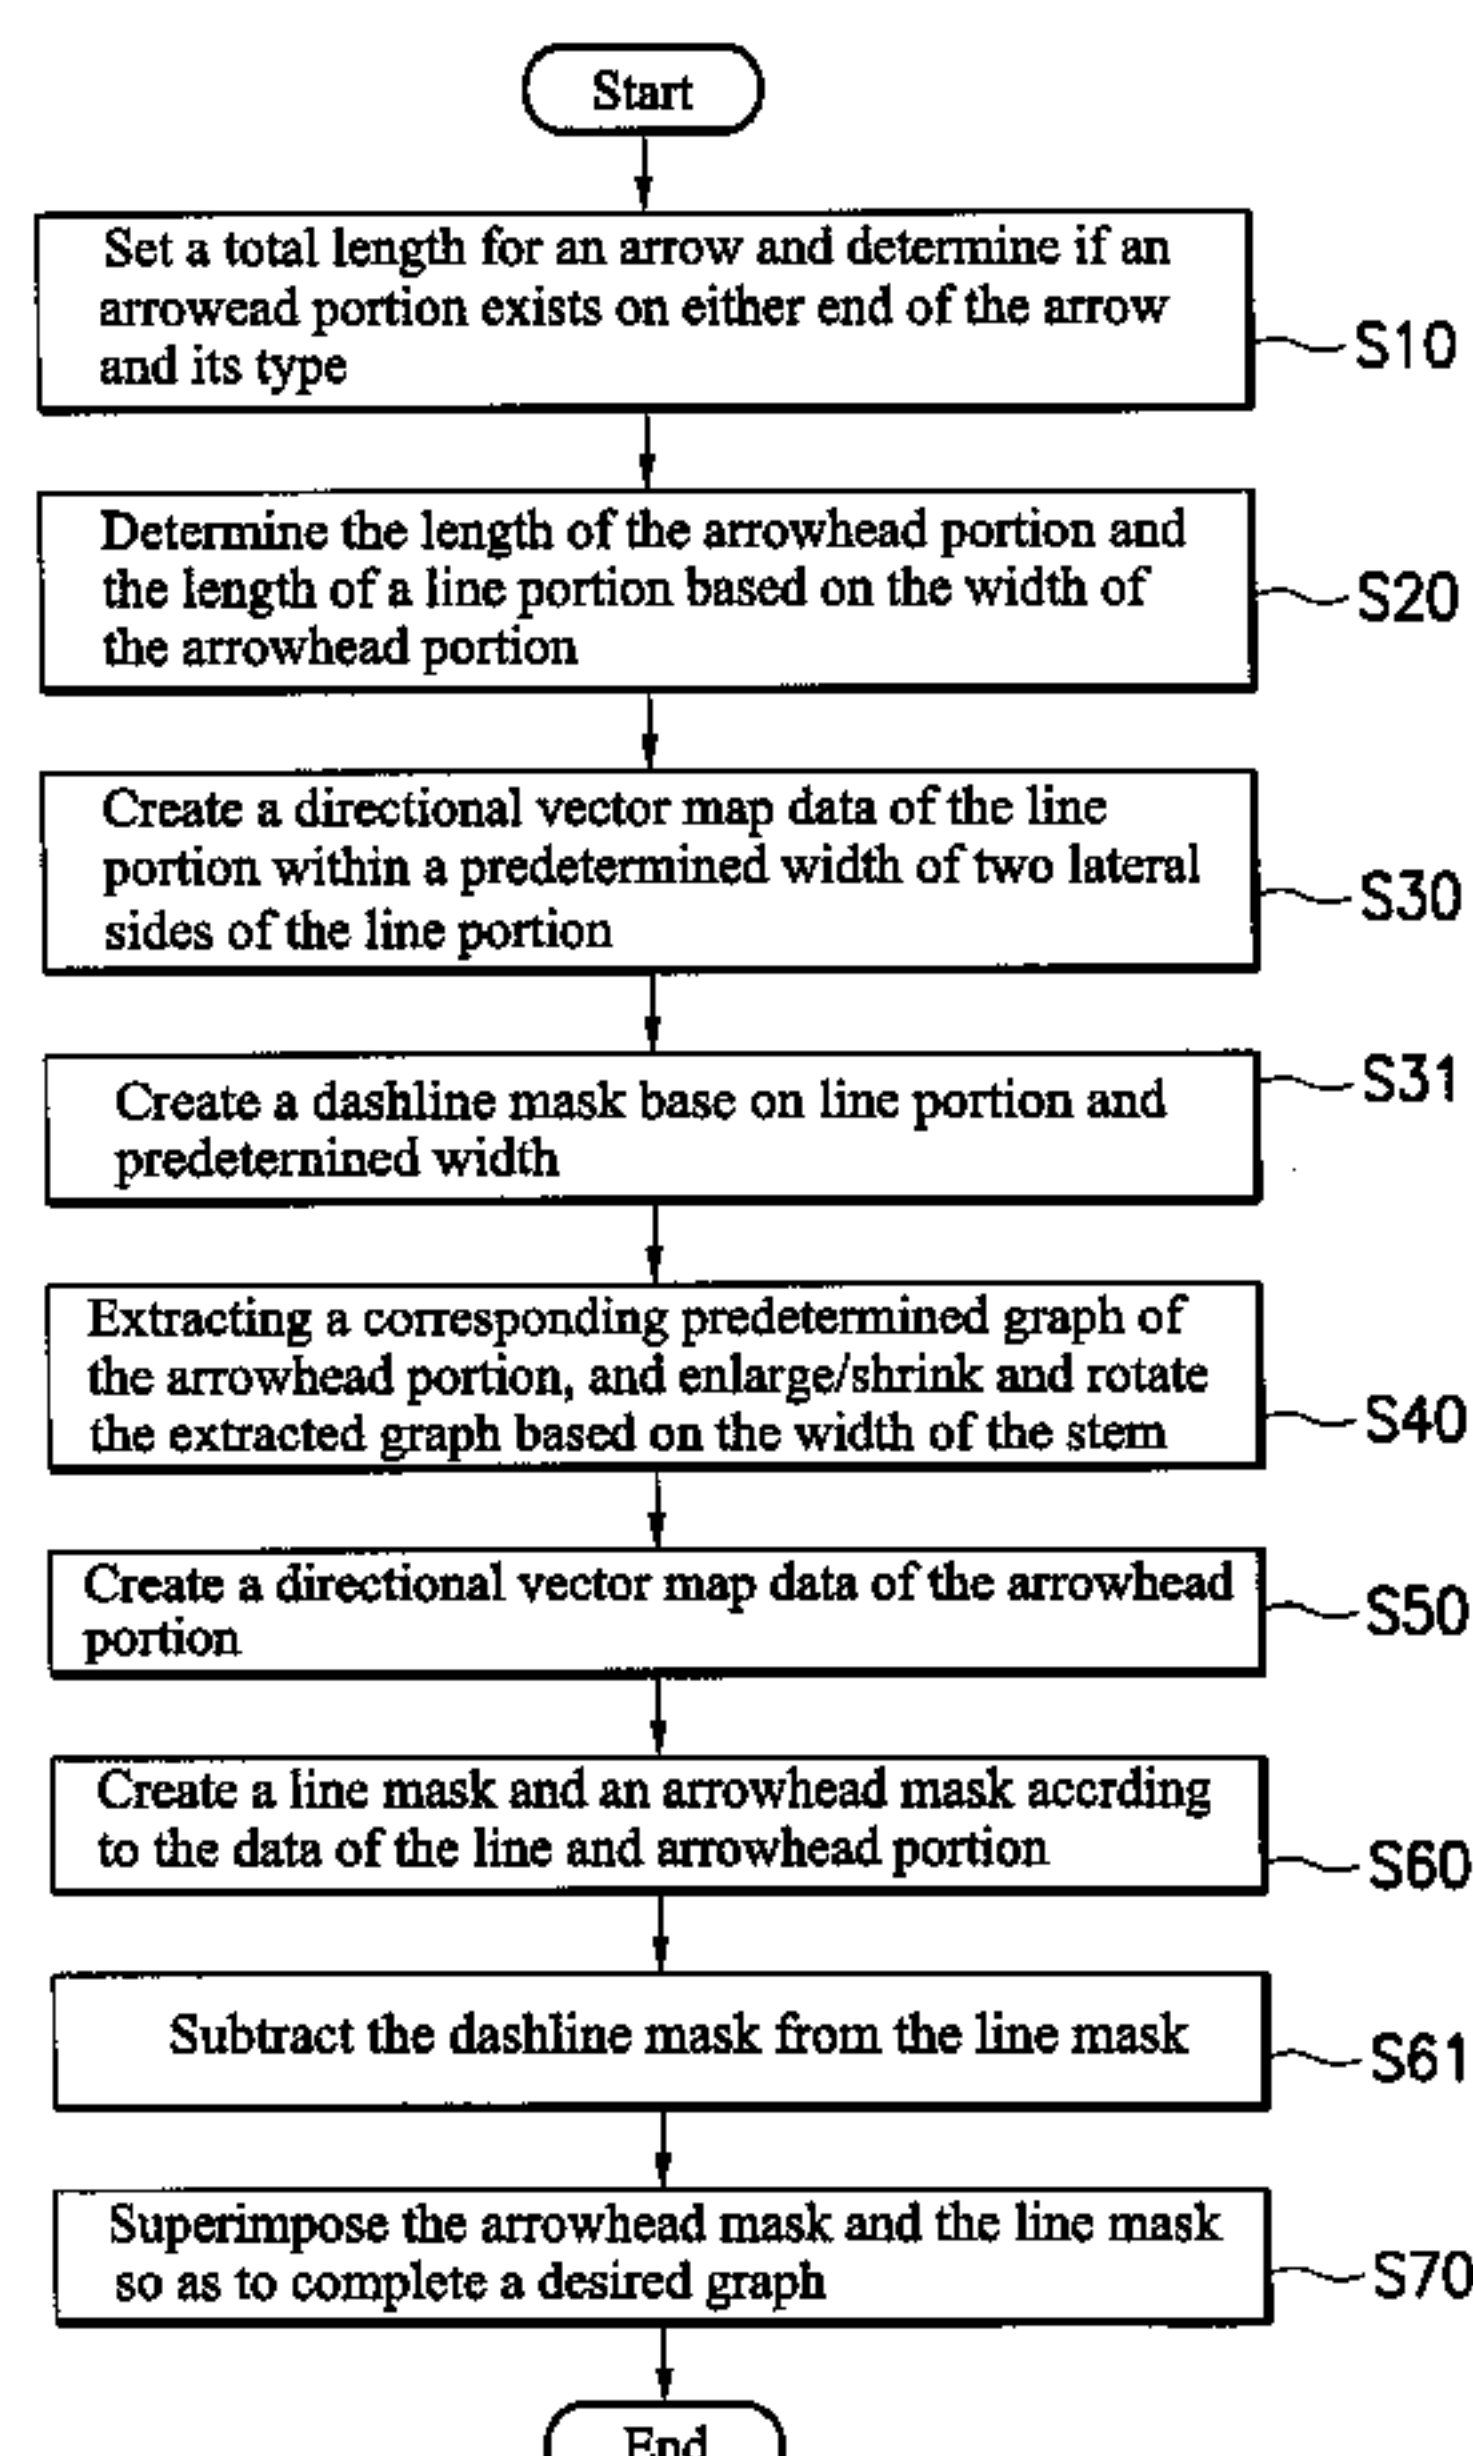 Start
Set a total length for an arrow and determine if an
arrowead portion exists on either end of the arrow
and its type
S10
Determine the length of the arrowhead portion and
the length of a line portion based on the width of
the arrowhead portion
S20
Create a directional vector map data of the line
portion within a predetermined width of two lateral
sides of the line portion
S30
Create a dashline mask base on line portion and
predeternined width
S31
Extracting a corresponding predetermined graph of
the arrowhead portion, and enlarge/shrink and rotate
the extracted graph based on the width of the stem
S40
Create a directional vector map data of the arrowhead
portion
S50
Create a line mask and an arrowhead mask accrding
to the data of the line and arrowhead portion
S60
Subtract the dashline mask from the line mask
S61
Superimpose the arrowhead mask and the line mask
so as to complete a desired graph
S70
End